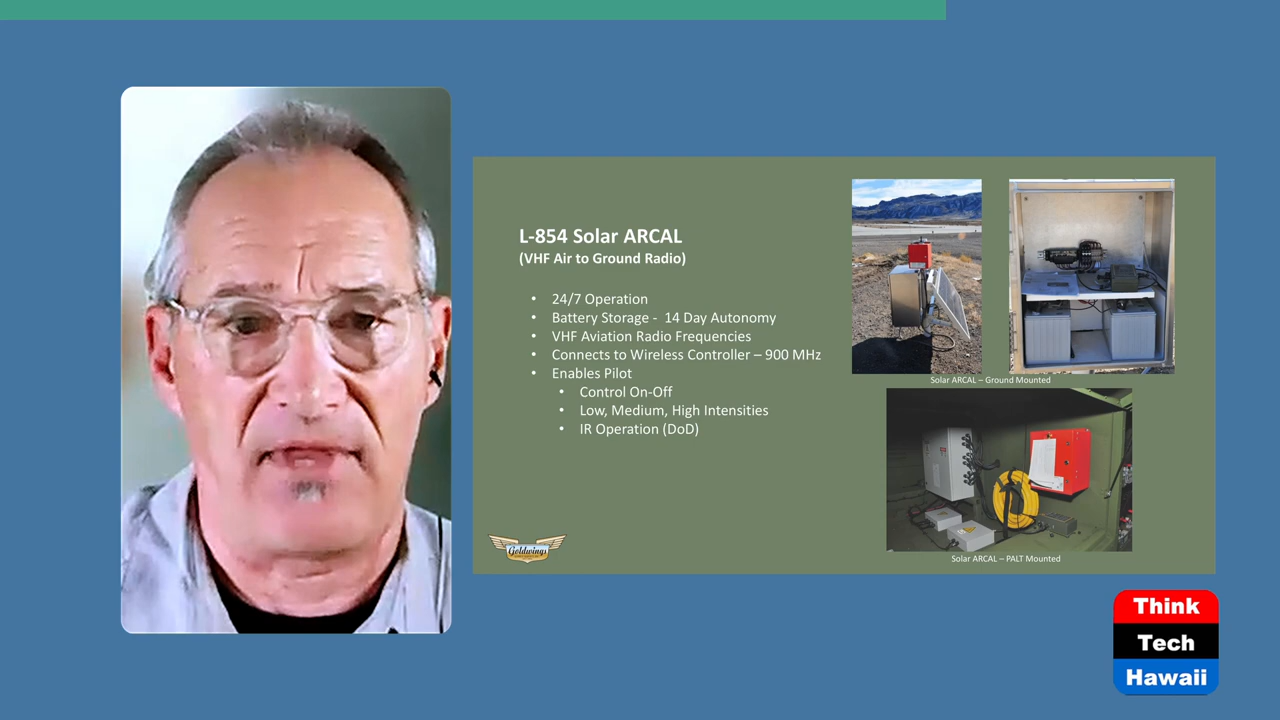 L-854 Solar ARCAL
(VHF Air to Ground Radio)
• 24/7 Operation
• Battery Storage - 14 Day Autonomy
• VHF Aviation Radio Frequencies
• Connects to Wireless Controller – 900 MHz
• Enables Pilot
• Control On-Off
• Low, Medium, High Intensities
• IR Operation (DoD)
Solar ARCAL – Ground Mounted
Solar ARCAL – PALT Mounted
Goldwings
Think
Tech
Hawaii